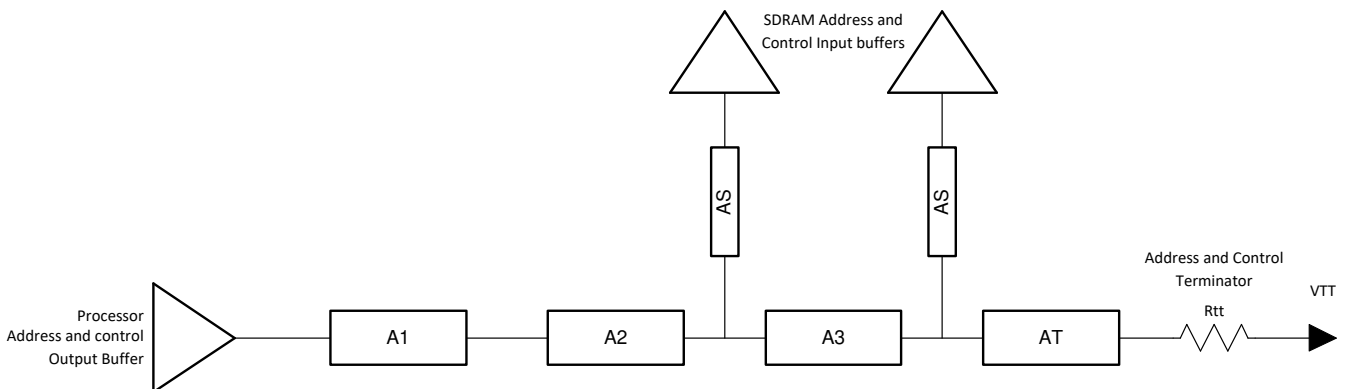 SDRAM Address and
Control Input buffers
AS
AS
Address and Control
Terminator
Rtt
VTT
Processor
Address and control
Output Buffer
A1
A2
A3
AT